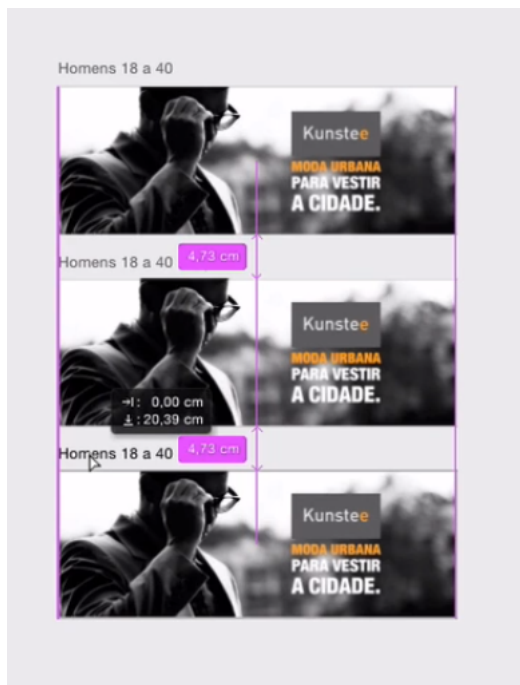 Homens 18 a 40
Kunstee
MODA URBANA
PARA VESTIR
A CIDADE.
Homens 18 a 40
4,73 cm
Kunstee
MODA URBANA
PARA VESTIR
A CIDADE.
: 0,00 cm
: 20,39 cm
Homens 18 a 40
4,73 cm
Kunstee
MODA URBANA
PARA VESTIR
A CIDADE.